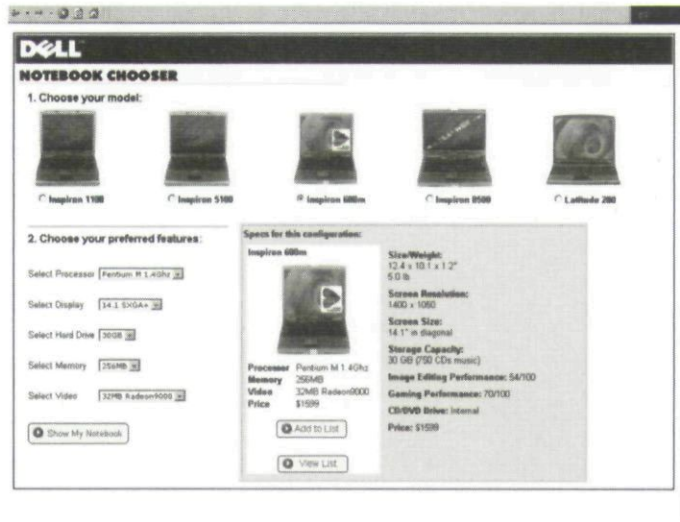 DELL
NOTEBOOK CHOOSER
1. Choose your model:
Inspiron 1100
Inspiron 5100
Inspiron 600m
Inspiron 8500
Latitude 200
2. Choose your preferred features:
Select Processor Pentium M 1.4Ghz
Select Display 14.1 SXGA+
Select Hard Drive 30GB
Select Memory 256MB
Select Video 32MB Radeon9000
Show My Notebook
Specs for this configuration:
Inspiron 600m
Processor Pentium M 1.4Ghz
Memory 256MB
Video 32MB Radeon9000
Price $1599
Add to List
View List
Size/Weight:
12.4 x 10.1 x 1.2"
5.0 lb
Screen Resolution:
1400 x 1050
Screen Size:
14.1" in diagonal
Storage Capacity:
30 GB (750 CDs music)
Image Editing Performance: 54/100
Gaming Performance: 70/100
CD/DVD Drive: Internal
Price: $1599